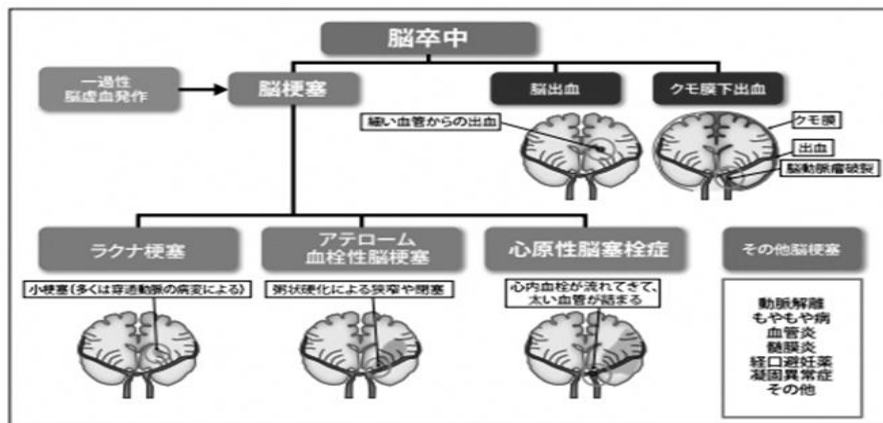 脳卒中
一過性
脳虚血発作
脳梗塞
脳出血
クモ膜下出血
細い血管からの出血
クモ膜
出血
脳動脈瘤破裂
ラクナ梗塞
アテローム
血栓性脳梗塞
心原性脳塞栓症
その他脳梗塞
小梗塞(多くは穿通動脈の病変による)
粥状硬化による狭窄や閉塞
心内血栓が流れてきて、
太い血管が詰まる
動脈解離
もやもや病
血管炎
髄膜炎
経口避妊薬
凝固異常症
その他